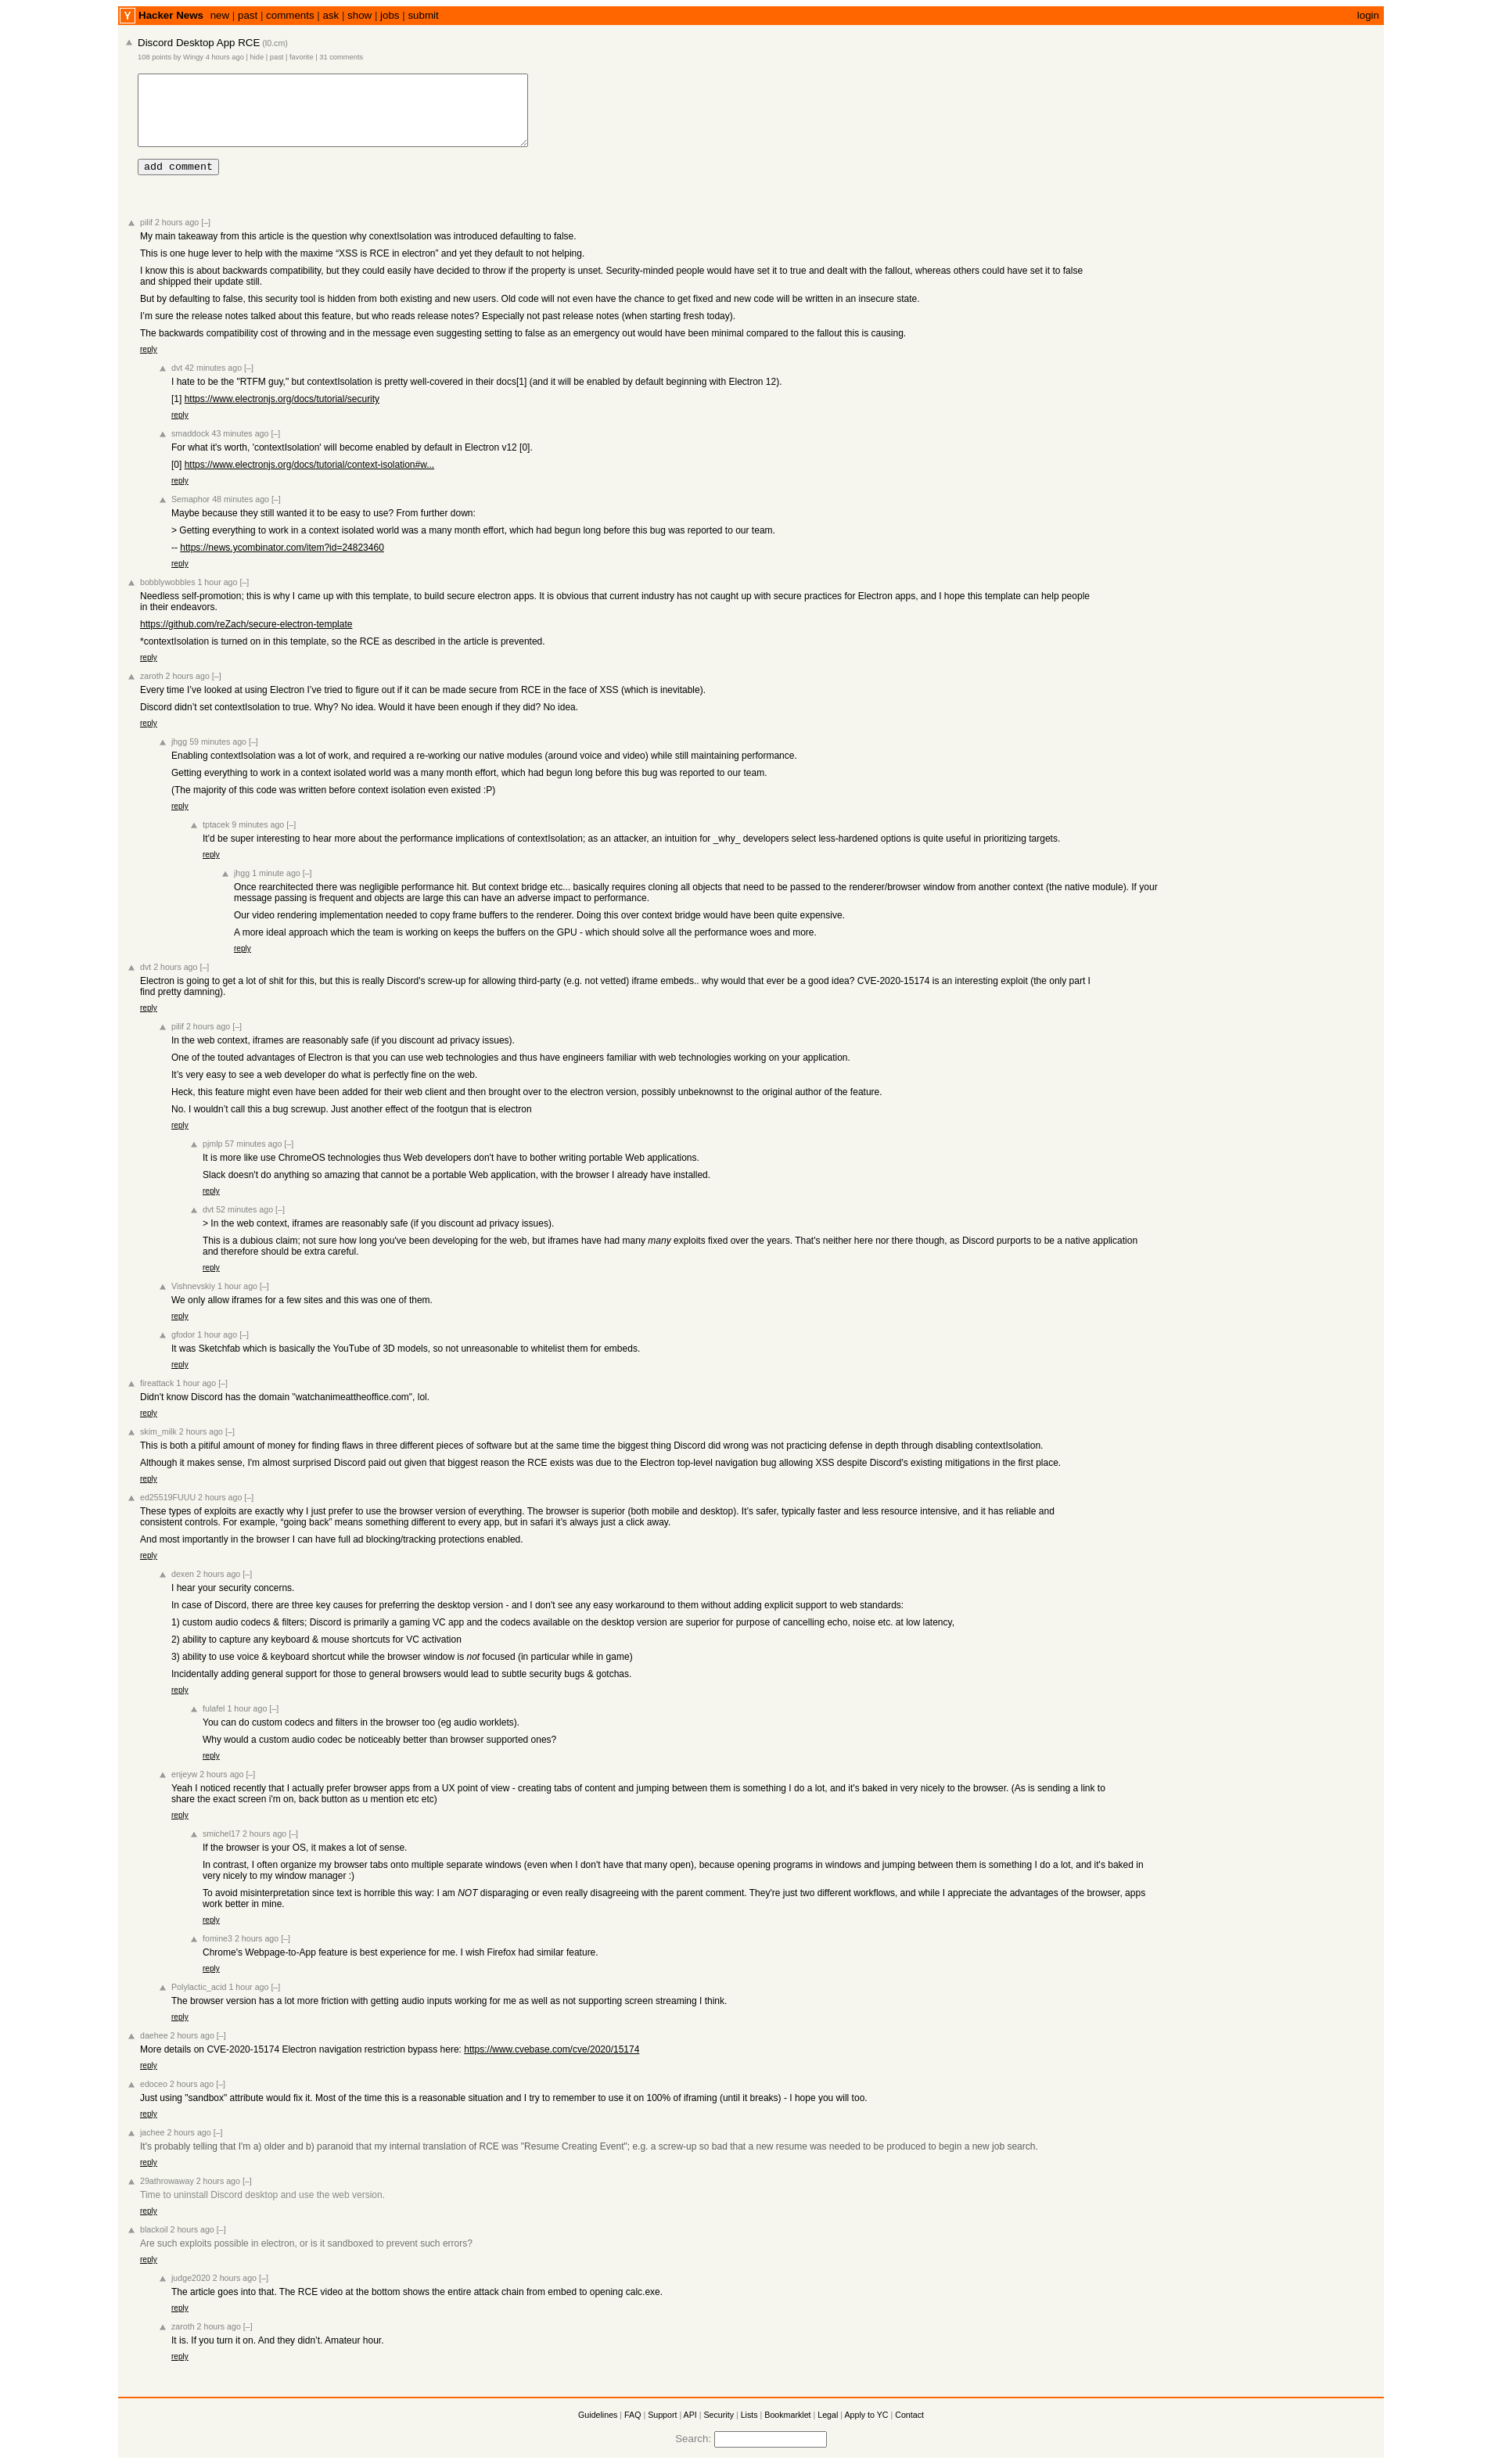 Y Hacker News new | past | comments | ask | show | jobs | submit login
Discord Desktop App RCE (l0.cm)
108 points by Wingy 4 hours ago | hide | past | favorite | 31 comments
add comment
pilif 2 hours ago [–]
My main takeaway from this article is the question why conextIsolation was introduced defaulting to false.
This is one huge lever to help with the maxime “XSS is RCE in electron” and yet they default to not helping.
I know this is about backwards compatibility, but they could easily have decided to throw if the property is unset. Security-minded people would have set it to true and dealt with the fallout, whereas others could have set it to false
and shipped their update still.
But by defaulting to false, this security tool is hidden from both existing and new users. Old code will not even have the chance to get fixed and new code will be written in an insecure state.
I’m sure the release notes talked about this feature, but who reads release notes? Especially not past release notes (when starting fresh today).
The backwards compatibility cost of throwing and in the message even suggesting setting to false as an emergency out would have been minimal compared to the fallout this is causing.
reply
dvt 42 minutes ago [–]
I hate to be the "RTFM guy," but contextIsolation is pretty well-covered in their docs[1] (and it will be enabled by default beginning with Electron 12).
[1] https://www.electronjs.org/docs/tutorial/security
reply
smaddock 43 minutes ago [–]
For what it's worth, 'contextIsolation' will become enabled by default in Electron v12 [0].
[0] https://www.electronjs.org/docs/tutorial/context-isolation#w...
reply
Semaphor 48 minutes ago [–]
Maybe because they still wanted it to be easy to use? From further down:
> Getting everything to work in a context isolated world was a many month effort, which had begun long before this bug was reported to our team.
-- https://news.ycombinator.com/item?id=24823460
reply
bobblywobbles 1 hour ago [–]
Needless self-promotion; this is why I came up with this template, to build secure electron apps. It is obvious that current industry has not caught up with secure practices for Electron apps, and I hope this template can help people
in their endeavors.
https://github.com/reZach/secure-electron-template
*contextIsolation is turned on in this template, so the RCE as described in the article is prevented.
reply
zaroth 2 hours ago [–]
Every time I’ve looked at using Electron I’ve tried to figure out if it can be made secure from RCE in the face of XSS (which is inevitable).
Discord didn’t set contextIsolation to true. Why? No idea. Would it have been enough if they did? No idea.
reply
jhgg 59 minutes ago [–]
Enabling contextIsolation was a lot of work, and required a re-working our native modules (around voice and video) while still maintaining performance.
Getting everything to work in a context isolated world was a many month effort, which had begun long before this bug was reported to our team.
(The majority of this code was written before context isolation even existed :P)
reply
tptacek 9 minutes ago [–]
It'd be super interesting to hear more about the performance implications of contextIsolation; as an attacker, an intuition for _why_ developers select less-hardened options is quite useful in prioritizing targets.
reply
jhgg 1 minute ago [–]
Once rearchitected there was negligible performance hit. But context bridge etc... basically requires cloning all objects that need to be passed to the renderer/browser window from another context (the native module). If your
message passing is frequent and objects are large this can have an adverse impact to performance.
Our video rendering implementation needed to copy frame buffers to the renderer. Doing this over context bridge would have been quite expensive.
A more ideal approach which the team is working on keeps the buffers on the GPU - which should solve all the performance woes and more.
reply
dvt 2 hours ago [–]
Electron is going to get a lot of shit for this, but this is really Discord's screw-up for allowing third-party (e.g. not vetted) iframe embeds.. why would that ever be a good idea? CVE-2020-15174 is an interesting exploit (the only part I
find pretty damning).
reply
pilif 2 hours ago [–]
In the web context, iframes are reasonably safe (if you discount ad privacy issues).
One of the touted advantages of Electron is that you can use web technologies and thus have engineers familiar with web technologies working on your application.
It’s very easy to see a web developer do what is perfectly fine on the web.
Heck, this feature might even have been added for their web client and then brought over to the electron version, possibly unbeknownst to the original author of the feature.
No. I wouldn’t call this a bug screwup. Just another effect of the footgun that is electron
reply
pjmlp 57 minutes ago [–]
It is more like use ChromeOS technologies thus Web developers don't have to bother writing portable Web applications.
Slack doesn't do anything so amazing that cannot be a portable Web application, with the browser I already have installed.
reply
dvt 52 minutes ago [–]
> In the web context, iframes are reasonably safe (if you discount ad privacy issues).
This is a dubious claim; not sure how long you've been developing for the web, but iframes have had many many exploits fixed over the years. That's neither here nor there though, as Discord purports to be a native application
and therefore should be extra careful.
reply
Vishnevskiy 1 hour ago [–]
We only allow iframes for a few sites and this was one of them.
reply
gfodor 1 hour ago [–]
It was Sketchfab which is basically the YouTube of 3D models, so not unreasonable to whitelist them for embeds.
reply
fireattack 1 hour ago [–]
Didn't know Discord has the domain "watchanimeattheoffice.com", lol.
reply
skim_milk 2 hours ago [–]
This is both a pitiful amount of money for finding flaws in three different pieces of software but at the same time the biggest thing Discord did wrong was not practicing defense in depth through disabling contextIsolation.
Although it makes sense, I'm almost surprised Discord paid out given that biggest reason the RCE exists was due to the Electron top-level navigation bug allowing XSS despite Discord's existing mitigations in the first place.
reply
ed25519FUUU 2 hours ago [–]
These types of exploits are exactly why I just prefer to use the browser version of everything. The browser is superior (both mobile and desktop). It’s safer, typically faster and less resource intensive, and it has reliable and
consistent controls. For example, “going back” means something different to every app, but in safari it’s always just a click away.
And most importantly in the browser I can have full ad blocking/tracking protections enabled.
reply
dexen 2 hours ago [–]
I hear your security concerns.
In case of Discord, there are three key causes for preferring the desktop version - and I don't see any easy workaround to them without adding explicit support to web standards:
1) custom audio codecs & filters; Discord is primarily a gaming VC app and the codecs available on the desktop version are superior for purpose of cancelling echo, noise etc. at low latency,
2) ability to capture any keyboard & mouse shortcuts for VC activation
3) ability to use voice & keyboard shortcut while the browser window is not focused (in particular while in game)
Incidentally adding general support for those to general browsers would lead to subtle security bugs & gotchas.
reply
fulafel 1 hour ago [–]
You can do custom codecs and filters in the browser too (eg audio worklets).
Why would a custom audio codec be noticeably better than browser supported ones?
reply
enjeyw 2 hours ago [–]
Yeah I noticed recently that I actually prefer browser apps from a UX point of view - creating tabs of content and jumping between them is something I do a lot, and it's baked in very nicely to the browser. (As is sending a link to
share the exact screen i'm on, back button as u mention etc etc)
reply
smichel17 2 hours ago [–]
If the browser is your OS, it makes a lot of sense.
In contrast, I often organize my browser tabs onto multiple separate windows (even when I don't have that many open), because opening programs in windows and jumping between them is something I do a lot, and it's baked in
very nicely to my window manager :)
To avoid misinterpretation since text is horrible this way: I am NOT disparaging or even really disagreeing with the parent comment. They're just two different workflows, and while I appreciate the advantages of the browser, apps
work better in mine.
reply
fomine3 2 hours ago [–]
Chrome's Webpage-to-App feature is best experience for me. I wish Firefox had similar feature.
reply
Polylactic_acid 1 hour ago [–]
The browser version has a lot more friction with getting audio inputs working for me as well as not supporting screen streaming I think.
reply
daehee 2 hours ago [–]
More details on CVE-2020-15174 Electron navigation restriction bypass here: https://www.cvebase.com/cve/2020/15174
reply
edoceo 2 hours ago [–]
Just using "sandbox" attribute would fix it. Most of the time this is a reasonable situation and I try to remember to use it on 100% of iframing (until it breaks) - I hope you will too.
reply
jachee 2 hours ago [–]
It's probably telling that I'm a) older and b) paranoid that my internal translation of RCE was "Resume Creating Event"; e.g. a screw-up so bad that a new resume was needed to be produced to begin a new job search.
reply
29athrowaway 2 hours ago [–]
Time to uninstall Discord desktop and use the web version.
reply
blackoil 2 hours ago [–]
Are such exploits possible in electron, or is it sandboxed to prevent such errors?
reply
judge2020 2 hours ago [–]
The article goes into that. The RCE video at the bottom shows the entire attack chain from embed to opening calc.exe.
reply
zaroth 2 hours ago [–]
It is. If you turn it on. And they didn’t. Amateur hour.
reply
Guidelines | FAQ | Support | API | Security | Lists | Bookmarklet | Legal | Apply to YC | Contact
Search: